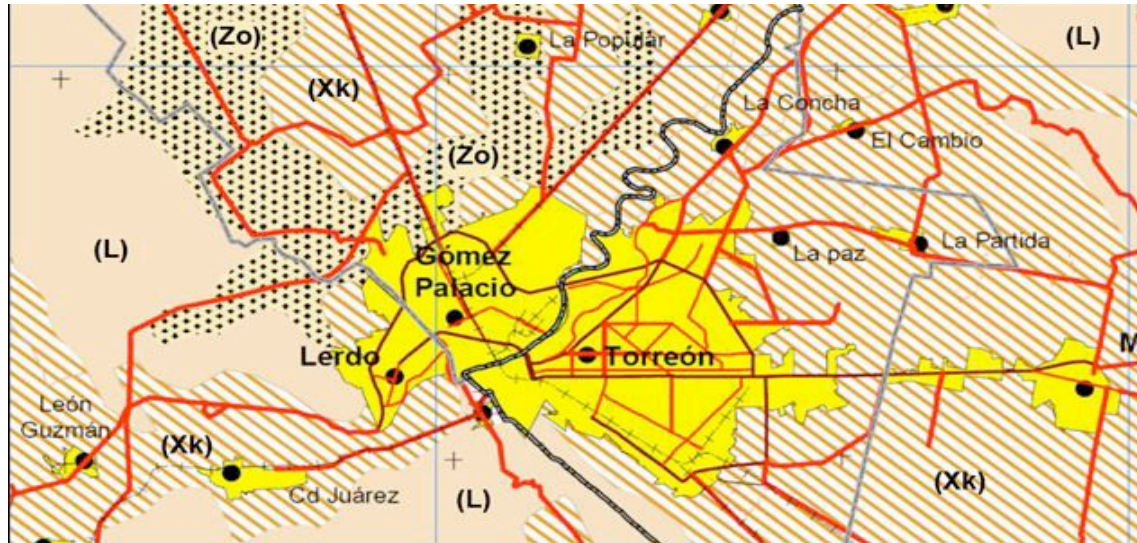 (Zo)
La Popular
(L)
(Xk)
La Concha
El Cambio
(Zo)
(L)
La paz
La Partida
Gómez
Palacio
Lerdo
Torreón
M
León
Guzmán
(Xk)
Cd Juárez
(L)
(Xk)